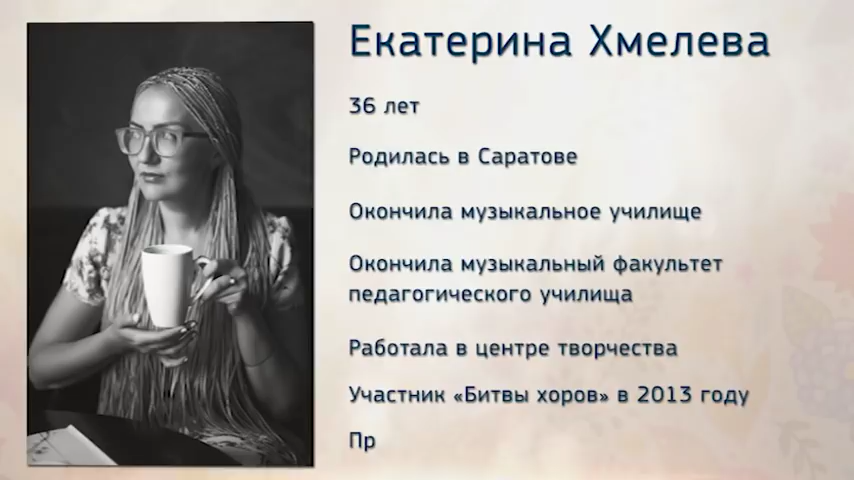 Екатерина Хмелева
36 лет
Родилась в Саратове
Окончила музыкальное училище
Окончила музыкальный факультет
педагогического училища
Работала в центре творчества
Участник «Битвы хоров» в 2013 году
Пр